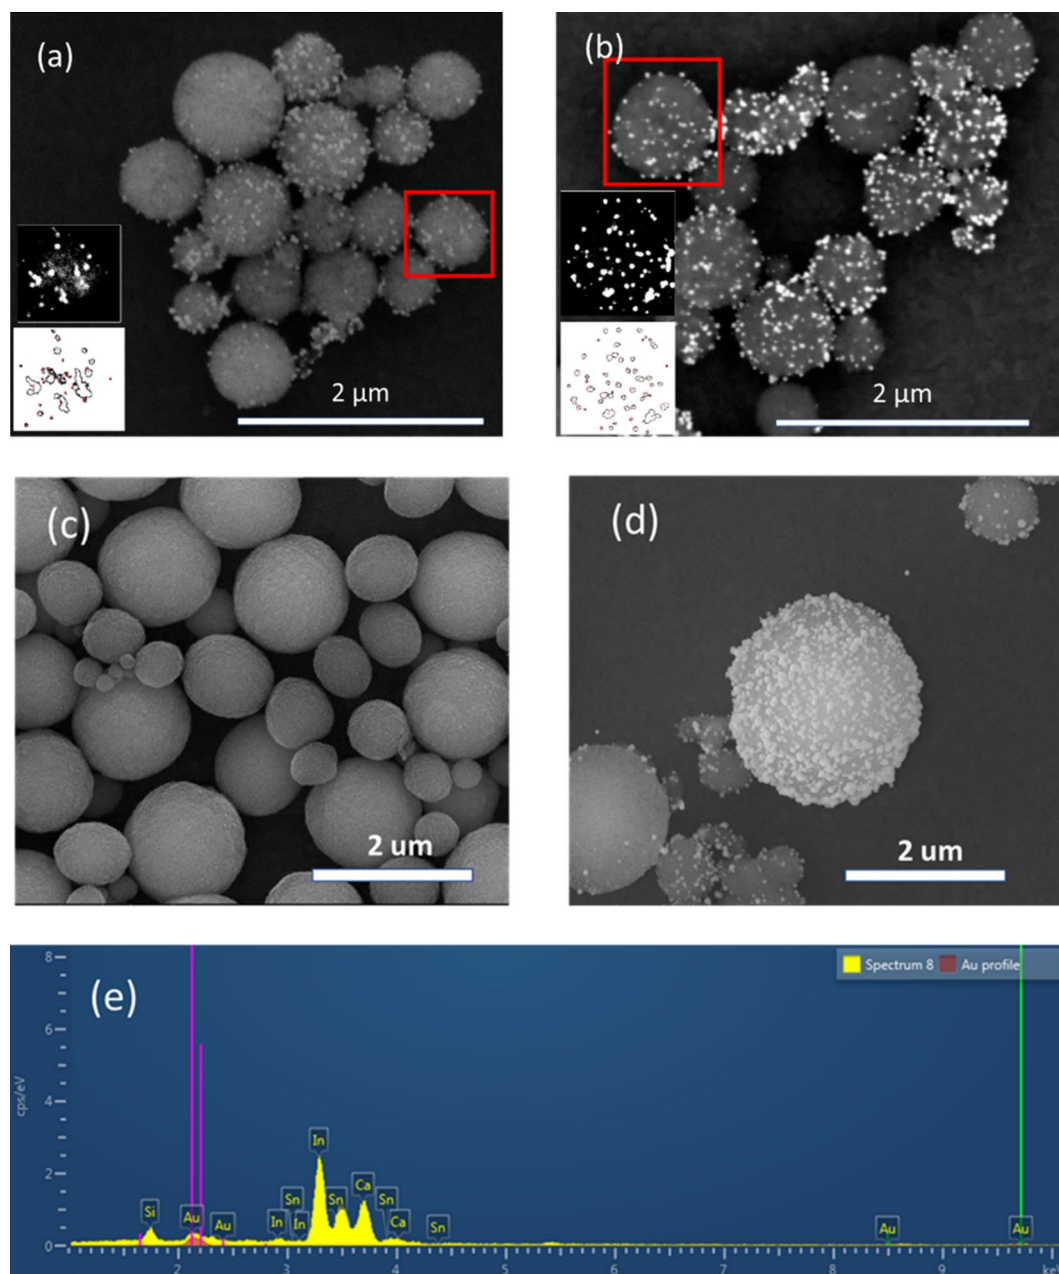 (a)
2 μm
(b)
2 μm
(c)
2 um
(d)
2 um
(e)
Spectrum 8 Au profile
cps/eV
8
6
4
2
0
Si
Au
Au
In
Sn
In
In
Sn
Ca
Sn
Ca
Sn
Au
Au
2 3 4 5 6 7 8 9 ke